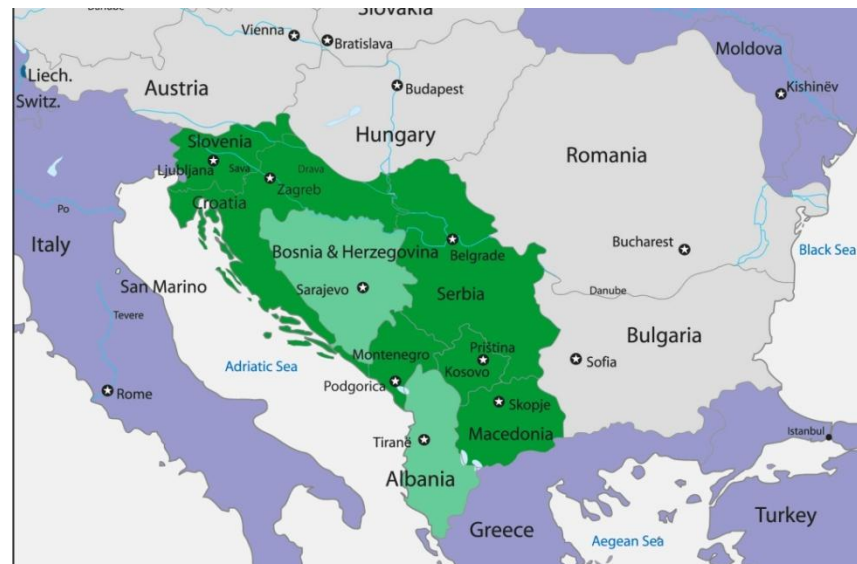 Danube
Slovakia
Vienna
Bratislava
Moldova
Liech.
Switz.
Austria
Budapest
Kishinëv
Hungary
Slovenia
Ljubljana
Sava
Drava
Romania
Zagreb
Croatia
Po
Italy
Bosnia & Herzegovina
Belgrade
Bucharest
Black Sea
San Marino
Sarajevo
Serbia
Danube
Tevere
Bulgaria
Adriatic Sea
Montenegro
Priština
Kosovo
Sofia
Podgorica
Rome
Skopje
Tiranë
Macedonia
Istanbul
Albania
Greece
Turkey
Aegean Sea